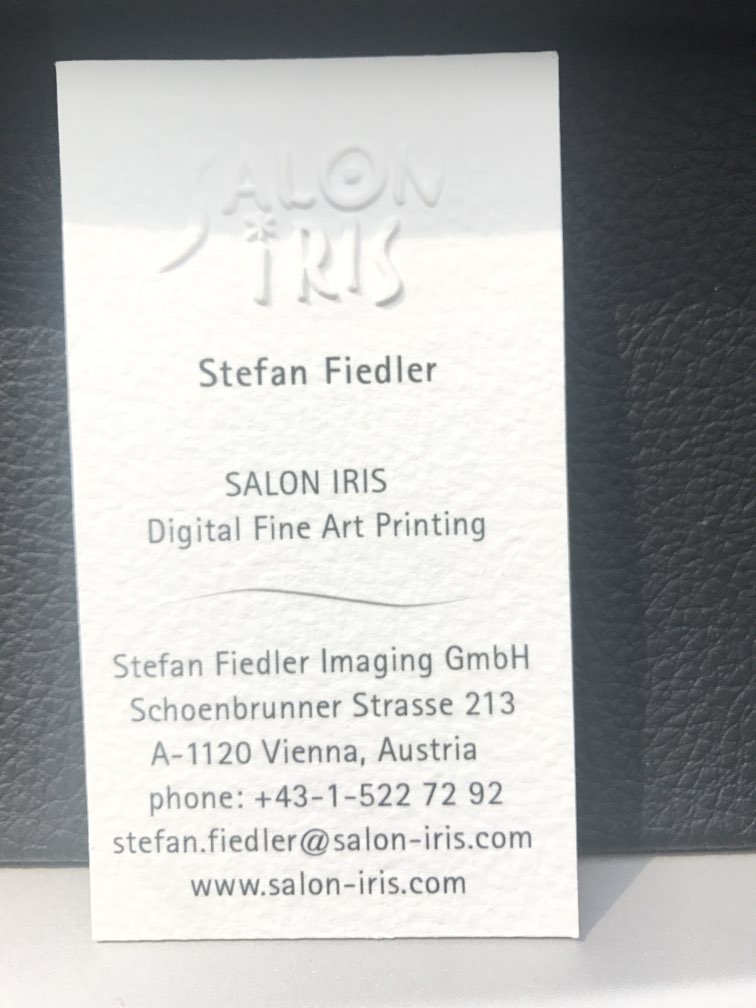 SALON
IRIS
Stefan Fiedler
SALON IRIS
Digital Fine Art Printing
Stefan Fiedler Imaging GmbH
Schoenbrunner Strasse 213
A-1120 Vienna, Austria
phone: +43-1-522 72 92
stefan.fiedler@salon-iris.com
www.salon-iris.com